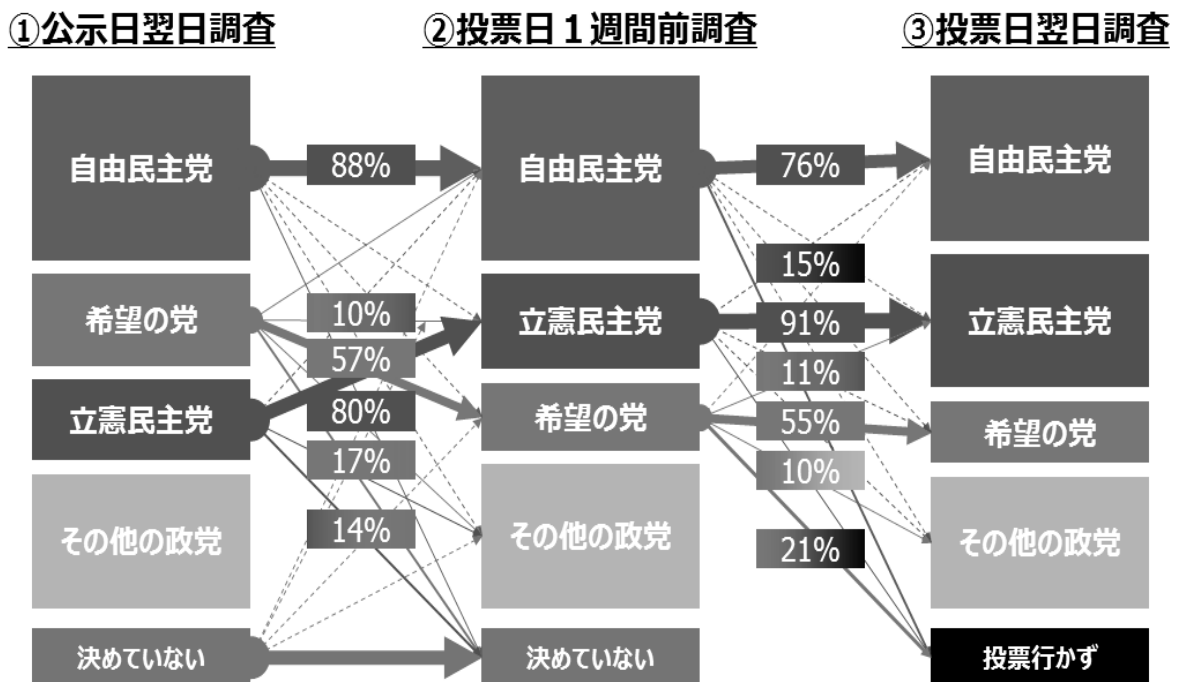 ①公示日翌日調査
②投票日１週間前調査
③投票日翌日調査
自由民主党
希望の党
立憲民主党
その他の政党
決めていない
88%
10%
57%
80%
17%
14%
自由民主党
立憲民主党
希望の党
その他の政党
決めていない
76%
15%
91%
11%
55%
10%
21%
自由民主党
立憲民主党
希望の党
その他の政党
投票行かず